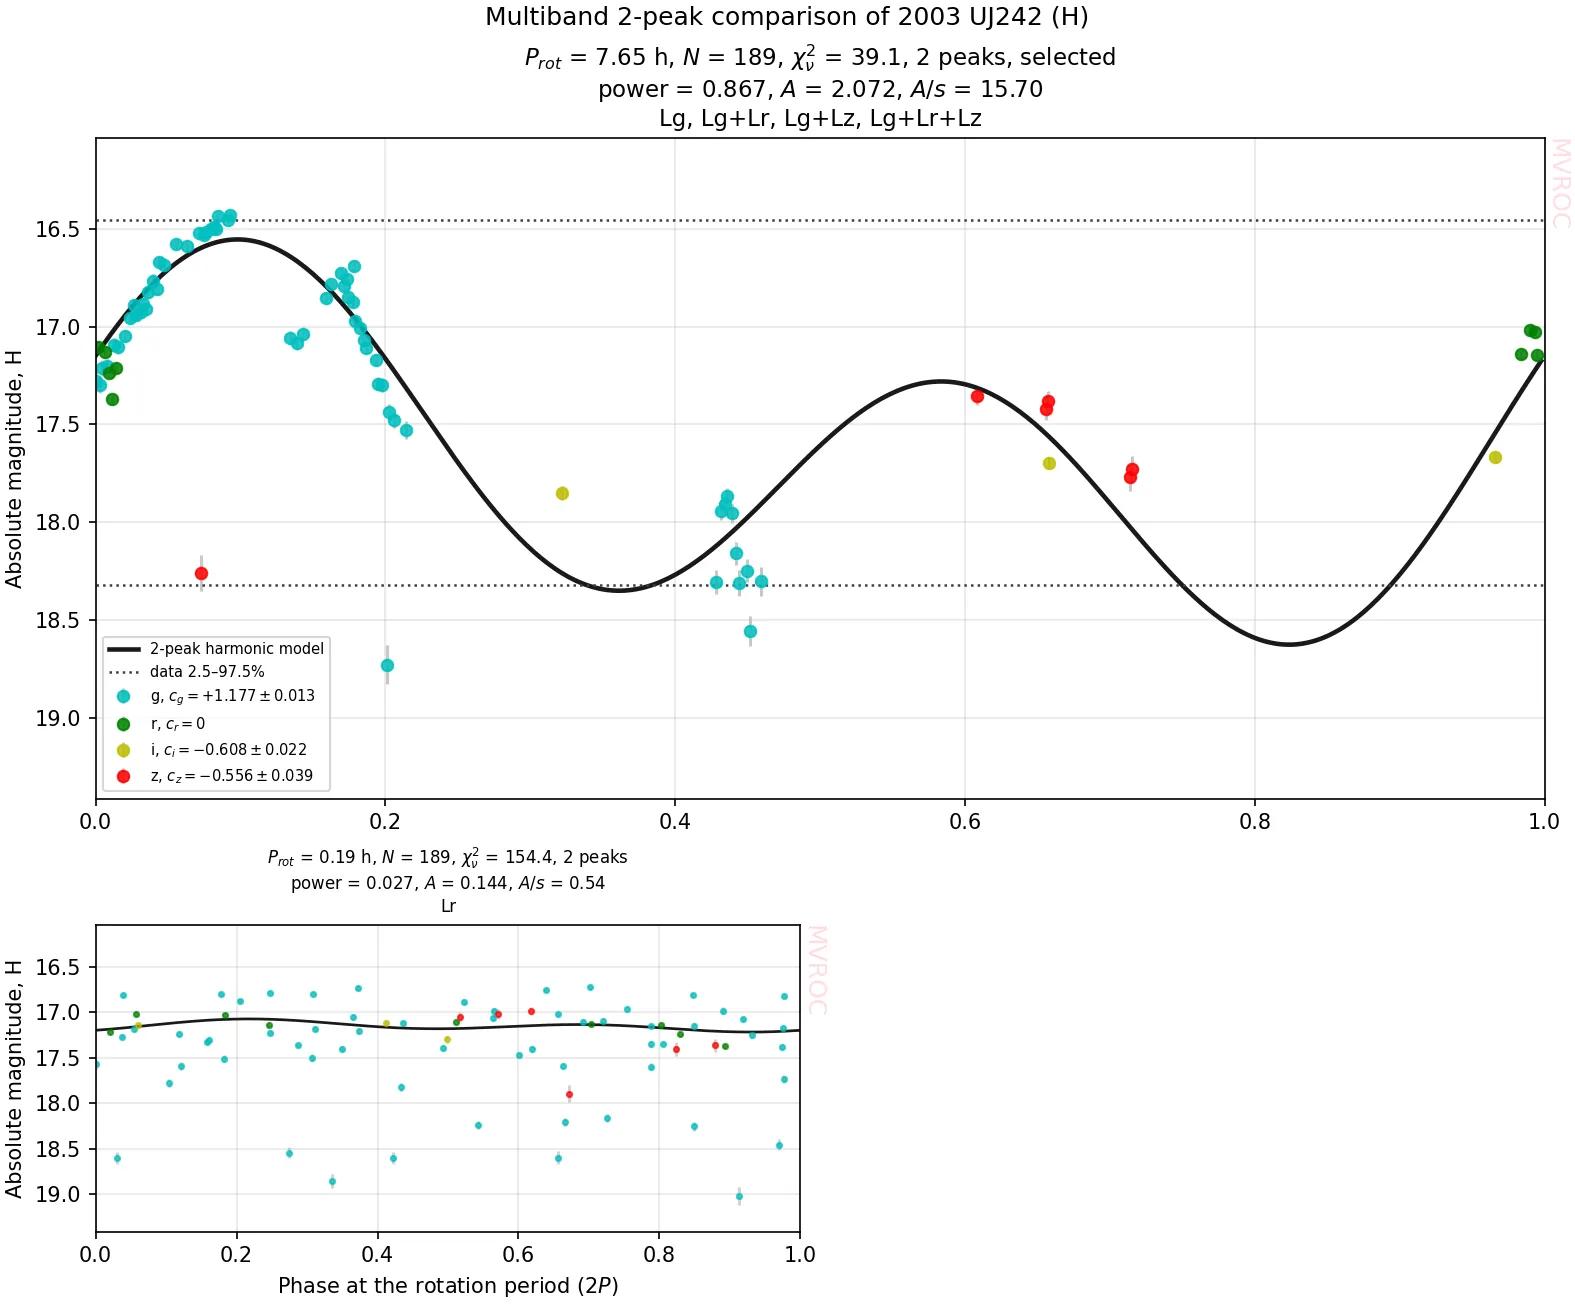 Multiband 2-peak comparison of 2003 UJ242 (H)
P_rot = 7.65 h, N = 189, χ²_ν = 39.1, 2 peaks, selected
power = 0.867, A = 2.072, A/s = 15.70
Lg, Lg+Lr, Lg+Lz, Lg+Lr+Lz
MVROC
Absolute magnitude, H
16.5
17.0
17.5
18.0
18.5
19.0
2-peak harmonic model
data 2.5–97.5%
g, c_g = +1.177 ± 0.013
r, c_r = 0
i, c_i = −0.608 ± 0.022
z, c_z = −0.556 ± 0.039
0.0 0.2 0.4 0.6 0.8 1.0
P_rot = 0.19 h, N = 189, χ²_ν = 154.4, 2 peaks
power = 0.027, A = 0.144, A/s = 0.54
Lr
MVROC
Absolute magnitude, H
16.5
17.0
17.5
18.0
18.5
19.0
0.0 0.2 0.4 0.6 0.8 1.0
Phase at the rotation period (2P)